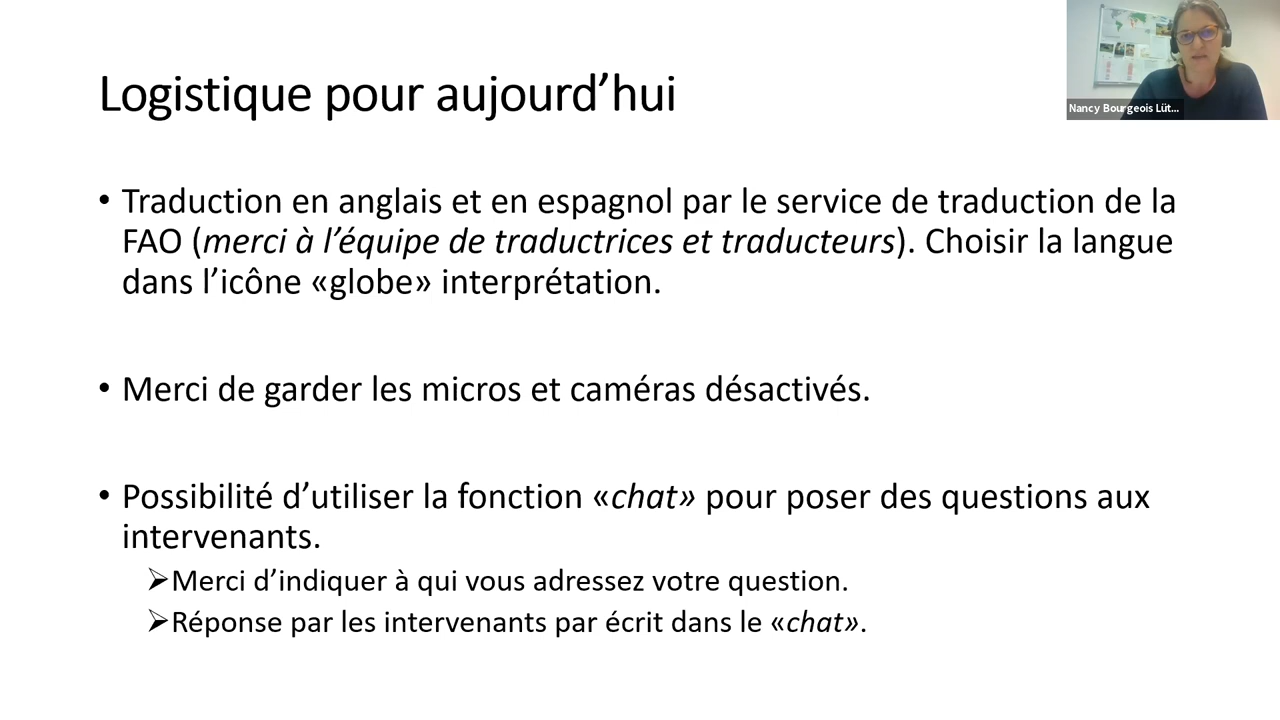 Logistique pour aujourd’hui
Nancy Bourgeois Lüt...
• Traduction en anglais et en espagnol par le service de traduction de la
FAO (merci à l’équipe de traductrices et traducteurs). Choisir la langue
dans l’icône «globe» interprétation.
• Merci de garder les micros et caméras désactivés.
• Possibilité d’utiliser la fonction «chat» pour poser des questions aux
intervenants.
➢Merci d’indiquer à qui vous adressez votre question.
➢Réponse par les intervenants par écrit dans le «chat».